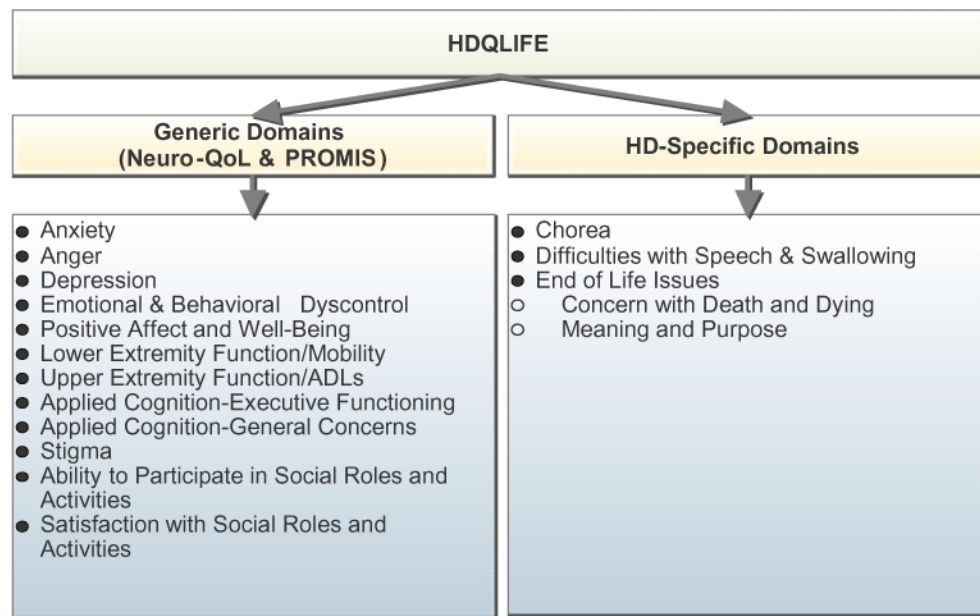 HDQLIFE
Generic Domains
(Neuro-QoL & PROMIS)
● Anxiety
● Anger
● Depression
● Emotional & Behavioral Dyscontrol
● Positive Affect and Well-Being
● Lower Extremity Function/Mobility
● Upper Extremity Function/ADLs
● Applied Cognition-Executive Functioning
● Applied Cognition-General Concerns
● Stigma
● Ability to Participate in Social Roles and
Activities
● Satisfaction with Social Roles and
Activities
HD-Specific Domains
● Chorea
● Difficulties with Speech & Swallowing
● End of Life Issues
○ Concern with Death and Dying
○ Meaning and Purpose